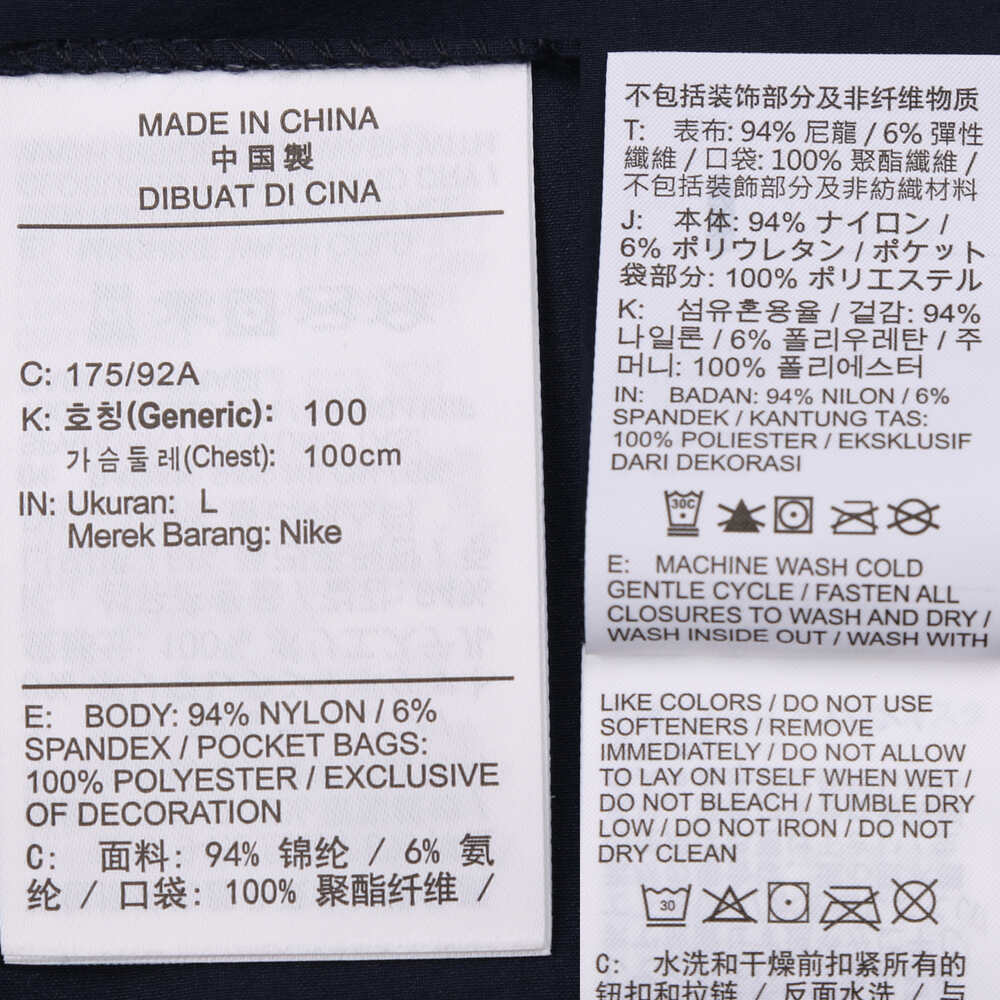 MADE IN CHINA
中国製
DIBUAT DI CINA
C: 175/92A
K: 호칭(Generic): 100
가슴둘레(Chest): 100cm
IN: Ukuran: L
Merek Barang: Nike
E: BODY: 94% NYLON / 6%
SPANDEX / POCKET BAGS:
100% POLYESTER / EXCLUSIVE
OF DECORATION
C: 面料: 94% 锦纶 / 6% 氨
纶 / 口袋: 100% 聚酯纤维 /
不包括装饰部分及非纤维物质
T: 表布: 94% 尼龍 / 6% 彈性
纖維 / 口袋: 100% 聚酯纖維 /
不包括裝飾部分及非紡織材料
J: 本体: 94% ナイロン /
6% ポリウレタン / ポケット
袋部分: 100% ポリエステル
K: 섬유혼용율 / 겉감: 94%
나일론 / 6% 폴리우레탄 / 주
머니: 100% 폴리에스터
IN: BADAN: 94% NILON / 6%
SPANDEK / KANTUNG TAS:
100% POLIESTER / EKSKLUSIF
DARI DEKORASI
30C
E: MACHINE WASH COLD
GENTLE CYCLE / FASTEN ALL
CLOSURES TO WASH AND DRY /
WASH INSIDE OUT / WASH WITH
LIKE COLORS / DO NOT USE
SOFTENERS / REMOVE
IMMEDIATELY / DO NOT ALLOW
TO LAY ON ITSELF WHEN WET /
DO NOT BLEACH / TUMBLE DRY
LOW / DO NOT IRON / DO NOT
DRY CLEAN
30
C: 水洗和干燥前扣紧所有的
钮扣和拉链 / 反面水洗 / 与